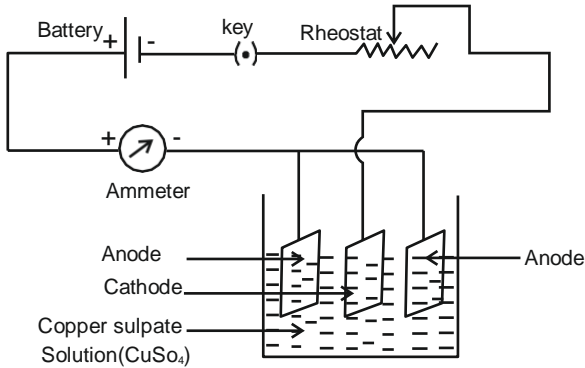 Battery
+ -
key
Rheostat
+ -
Ammeter
Anode
Anode
Cathode
Copper sulpate
Solution(CuSo₄)